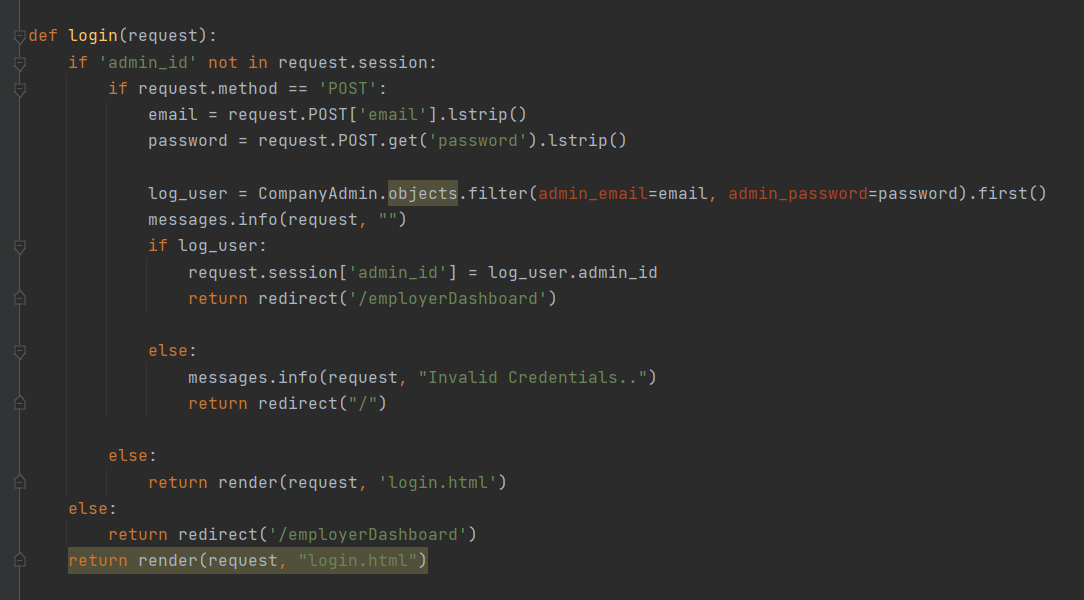 def login(request):
    if 'admin_id' not in request.session:
        if request.method == 'POST':
            email = request.POST['email'].lstrip()
            password = request.POST.get('password').lstrip()
            log_user = CompanyAdmin.objects.filter(admin_email=email, admin_password=password).first()
            messages.info(request, "")
            if log_user:
                request.session['admin_id'] = log_user.admin_id
                return redirect('/employerDashboard')
            else:
                messages.info(request, "Invalid Credentials..")
                return redirect("/")
        else:
            return render(request, 'login.html')
    else:
        return redirect('/employerDashboard')
    return render(request, "login.html")